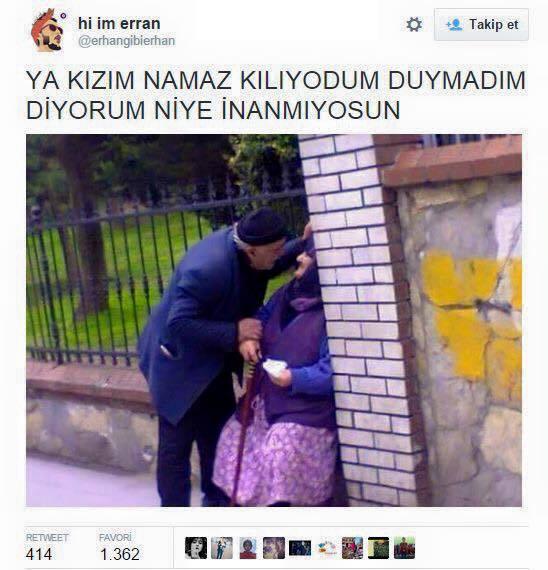 hi im erran
@erhangibierhan
Takip et
YA KIZIM NAMAZ KILIYODUM DUYMADIM
DİYORUM NİYE İNANMIYOSUN
RETWEET
FAVORİ
414
1.362